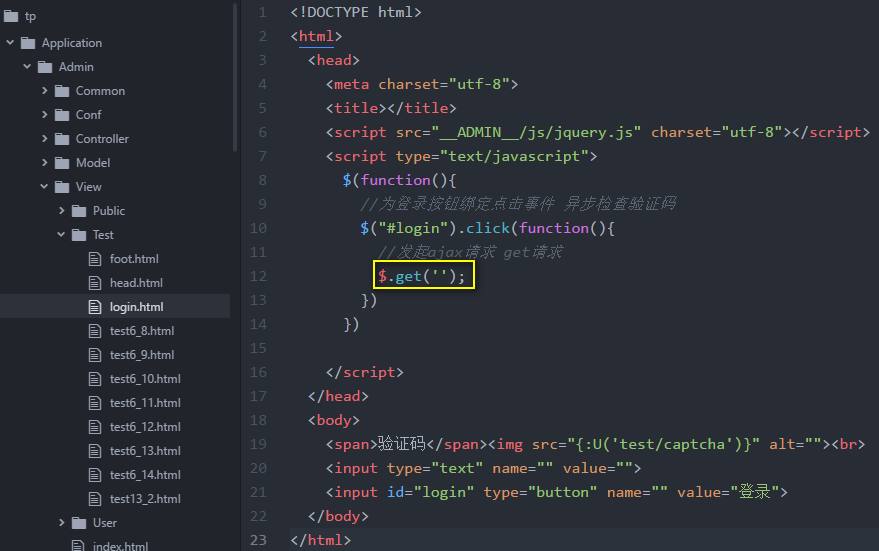 tp
Application
Admin
Common
Conf
Controller
Model
View
Public
Test
foot.html
head.html
login.html
test6_8.html
test6_9.html
test6_10.html
test6_11.html
test6_12.html
test6_13.html
test6_14.html
test13_2.html
User
index.html
1 <!DOCTYPE html>
2 <html>
3 <head>
4 <meta charset="utf-8">
5 <title></title>
6 <script src="__ADMIN__/js/jquery.js" charset="utf-8"></script>
7 <script type="text/javascript">
8 $(function(){
9 //为登录按钮绑定点击事件 异步检查验证码
10 $("#login").click(function(){
11 //发起ajax请求 get请求
12 $.get('');
13 })
14 })
15
16 </script>
17 </head>
18 <body>
19 <span>验证码</span><img src="{:U('test/captcha')}" alt=""><br>
20 <input type="text" name="" value="">
21 <input id="login" type="button" name="" value="登录">
22 </body>
23 </html>